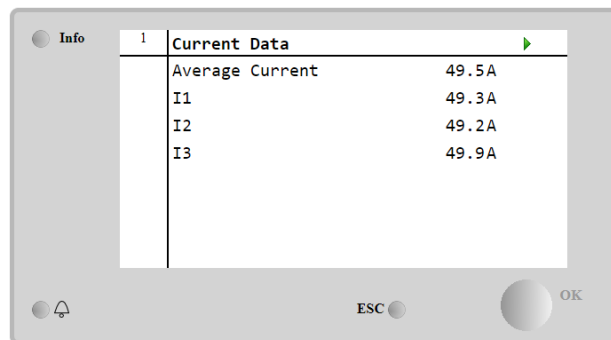 Info
1 Current Data
Average Current 49.5A
I1 49.3A
I2 49.2A
I3 49.9A
ESC OK